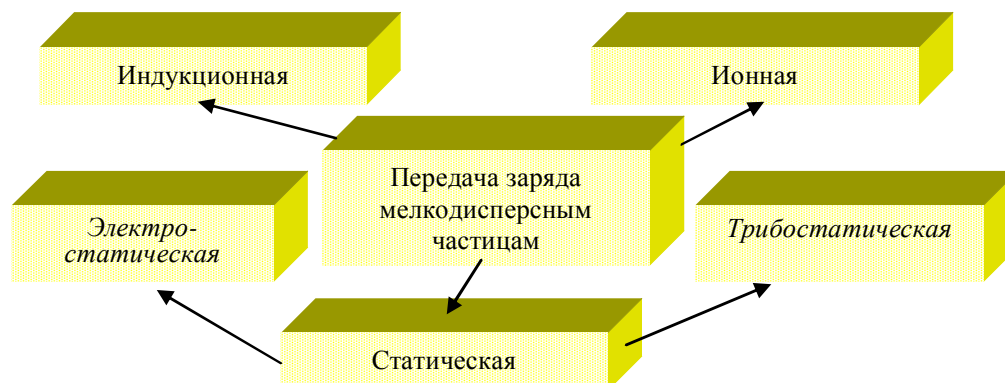 Индукционная
Ионная
Передача заряда
мелкодисперсным
частицам
Электро-
статическая
Трибостатическая
Статическая